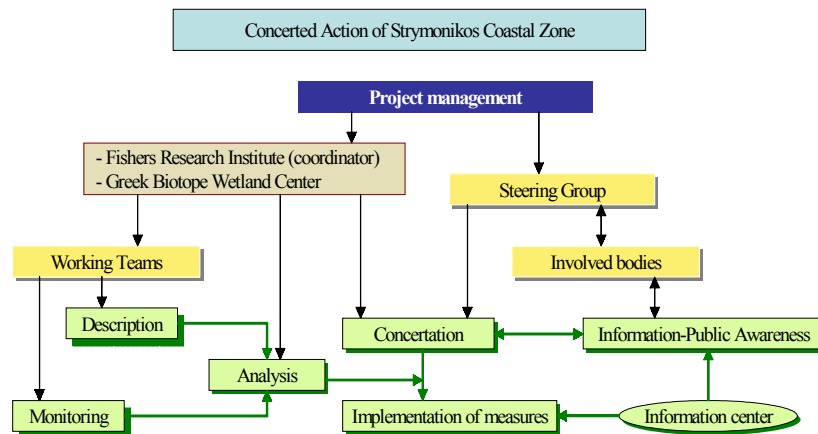 Concerted Action of Strymonikos Coastal Zone
Project management
- Fishers Research Institute (coordinator)
- Greek Biotope Wetland Center
Steering Group
Working Teams
Involved bodies
Description
Concertation
Information-Public Awareness
Analysis
Monitoring
Implementation of measures
Information center